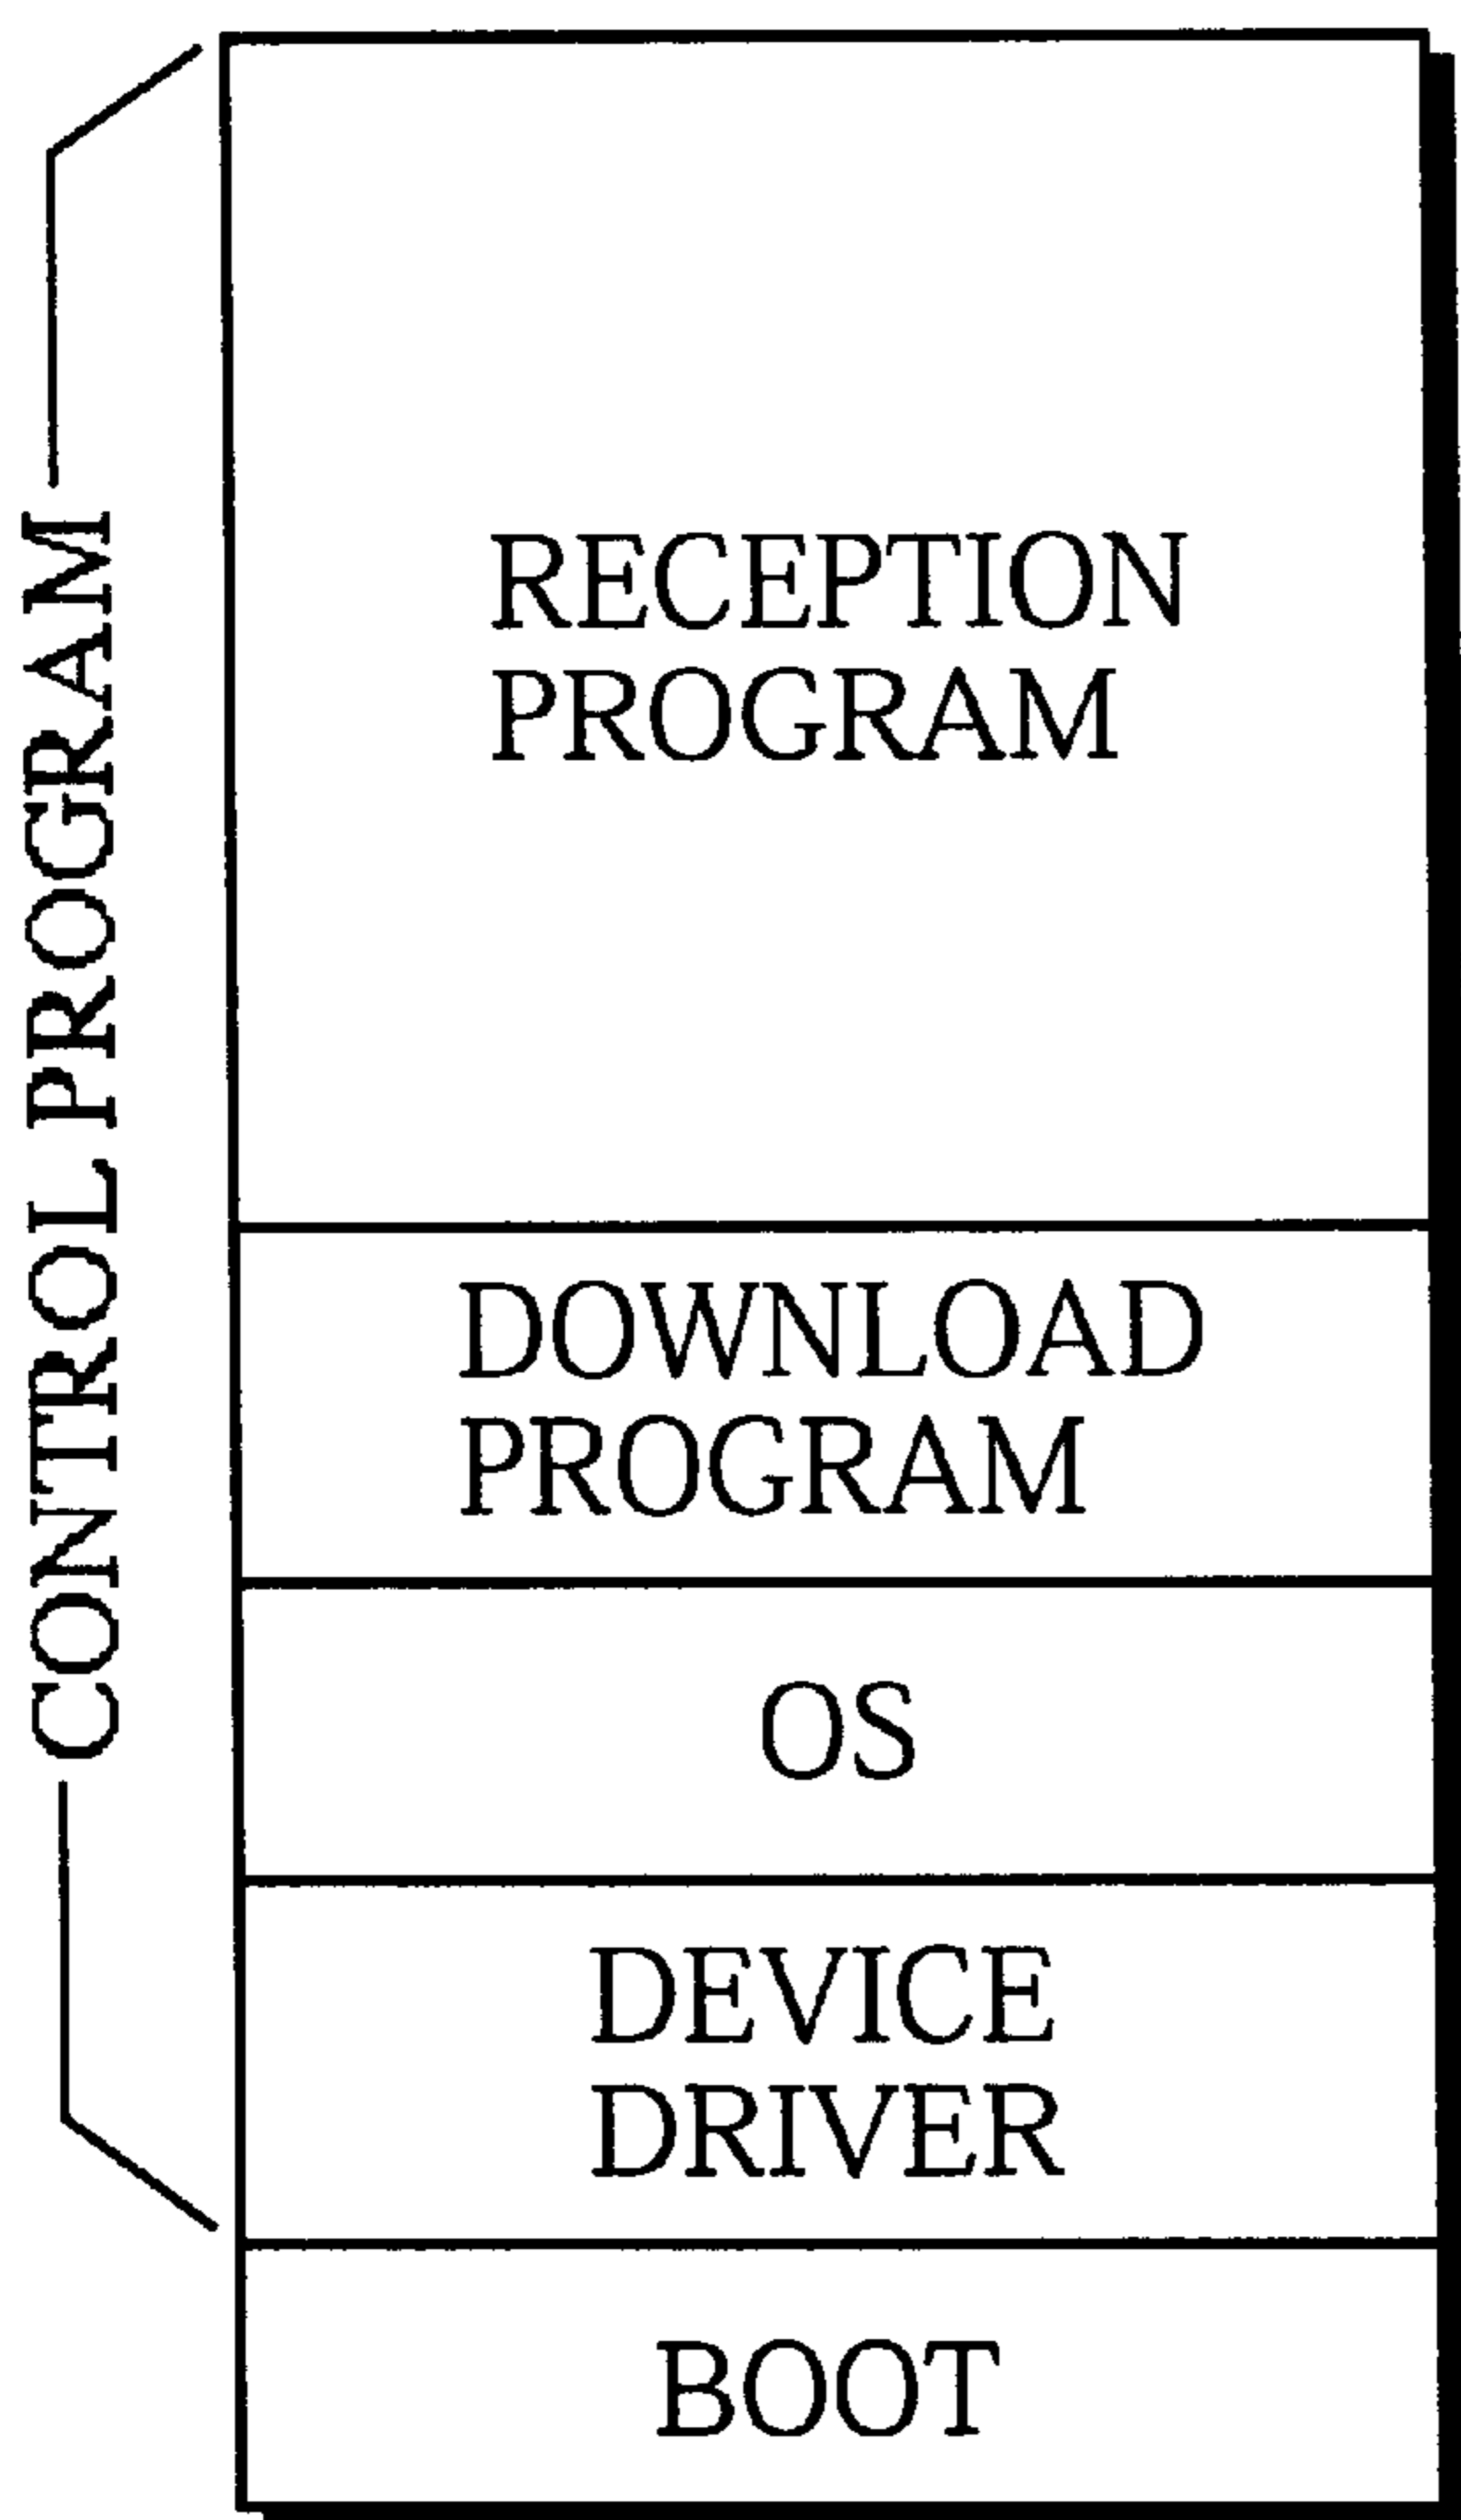 CONTROL PROGRAM
RECEPTION
PROGRAM
DOWNLOAD
PROGRAM
OS
DEVICE
DRIVER
BOOT